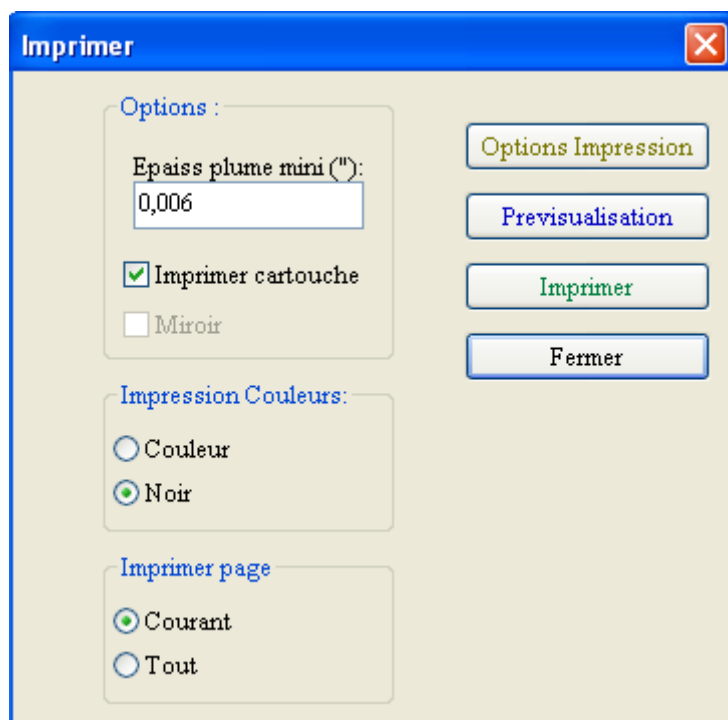 Imprimer
Options :
Epaiss plume mini ("):
0,006
Imprimer cartouche
Miroir
Impression Couleurs:
Couleur
Noir
Imprimer page
Courant
Tout
Options Impression
Previsualisation
Imprimer
Fermer